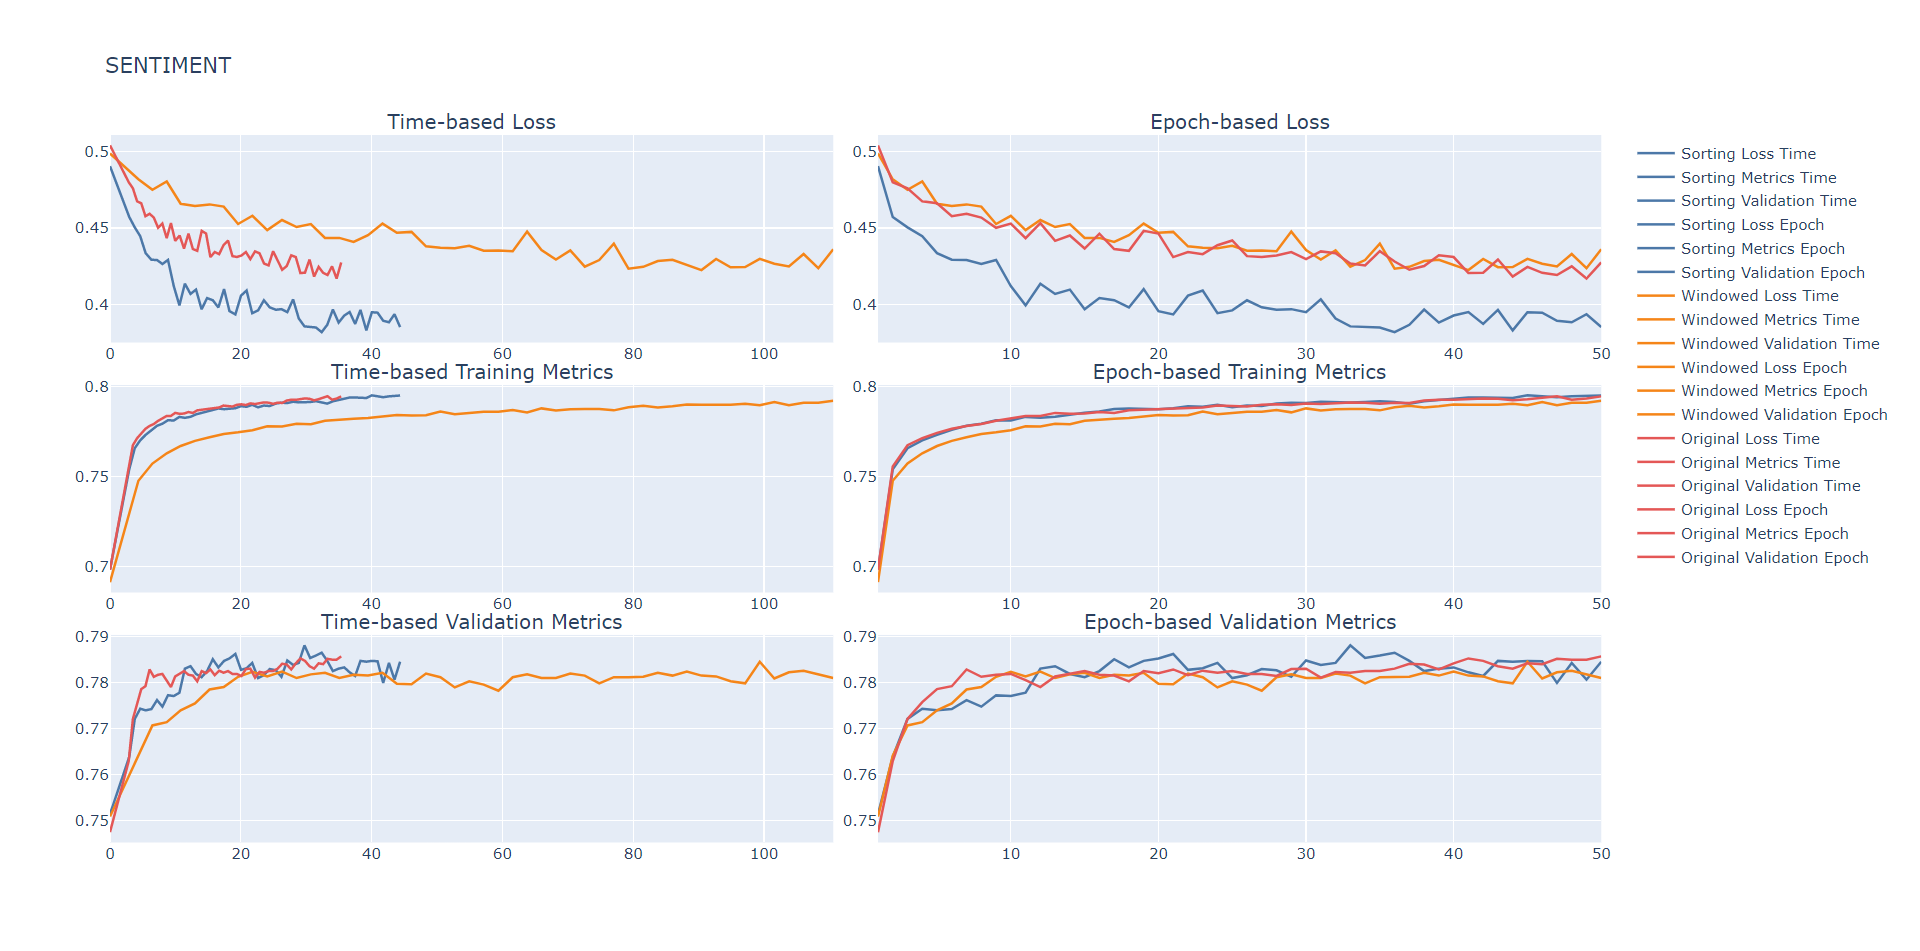 SENTIMENT
Time-based Loss
0.5
0.45
0.4
0 20 40 60 80 100
Epoch-based Loss
0.5
0.45
0.4
10 20 30 40 50
Time-based Training Metrics
0.8
0.75
0.7
0 20 40 60 80 100
Epoch-based Training Metrics
0.8
0.75
0.7
10 20 30 40 50
Time-based Validation Metrics
0.79
0.78
0.77
0.76
0.75
0 20 40 60 80 100
Epoch-based Validation Metrics
0.79
0.78
0.77
0.76
0.75
10 20 30 40 50
Sorting Loss Time
Sorting Metrics Time
Sorting Validation Time
Sorting Loss Epoch
Sorting Metrics Epoch
Sorting Validation Epoch
Windowed Loss Time
Windowed Metrics Time
Windowed Validation Time
Windowed Loss Epoch
Windowed Metrics Epoch
Windowed Validation Epoch
Original Loss Time
Original Metrics Time
Original Validation Time
Original Loss Epoch
Original Metrics Epoch
Original Validation Epoch